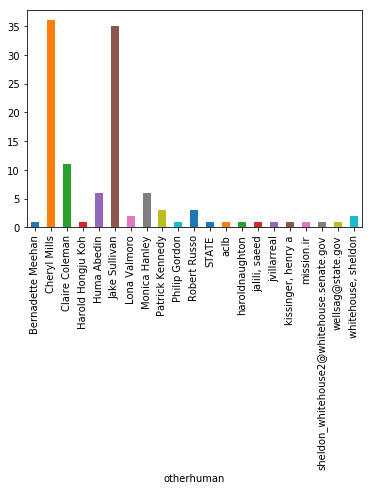 35
30
25
20
15
10
5
0
Bernadette Meehan
Cheryl Mills
Claire Coleman
Harold Hongju Koh
Huma Abedin
Jake Sullivan
Lona Valmoro
Monica Hanley
Patrick Kennedy
Philip Gordon
Robert Russo
STATE
aclb
haroldnaughton
jalili, saeed
jvillarreal
kissinger, henry a
mission.ir
sheldon_whitehouse2@whitehouse.senate.gov
wellsag@state.gov
whitehouse, sheldon
otherhuman